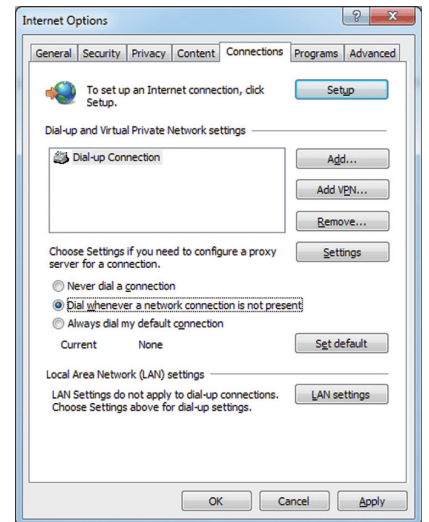 Internet Options
General Security Privacy Content Connections Programs Advanced
To set up an Internet connection, click
Setup.
Setup
Dial-up and Virtual Private Network settings
Dial-up Connection
Add...
Add VPN...
Remove...
Choose Settings if you need to configure a proxy
server for a connection.
Settings
Never dial a connection
Dial whenever a network connection is not present
Always dial my default connection
Current None
Set default
Local Area Network (LAN) settings
LAN Settings do not apply to dial-up connections.
Choose Settings above for dial-up settings.
LAN settings
OK Cancel Apply